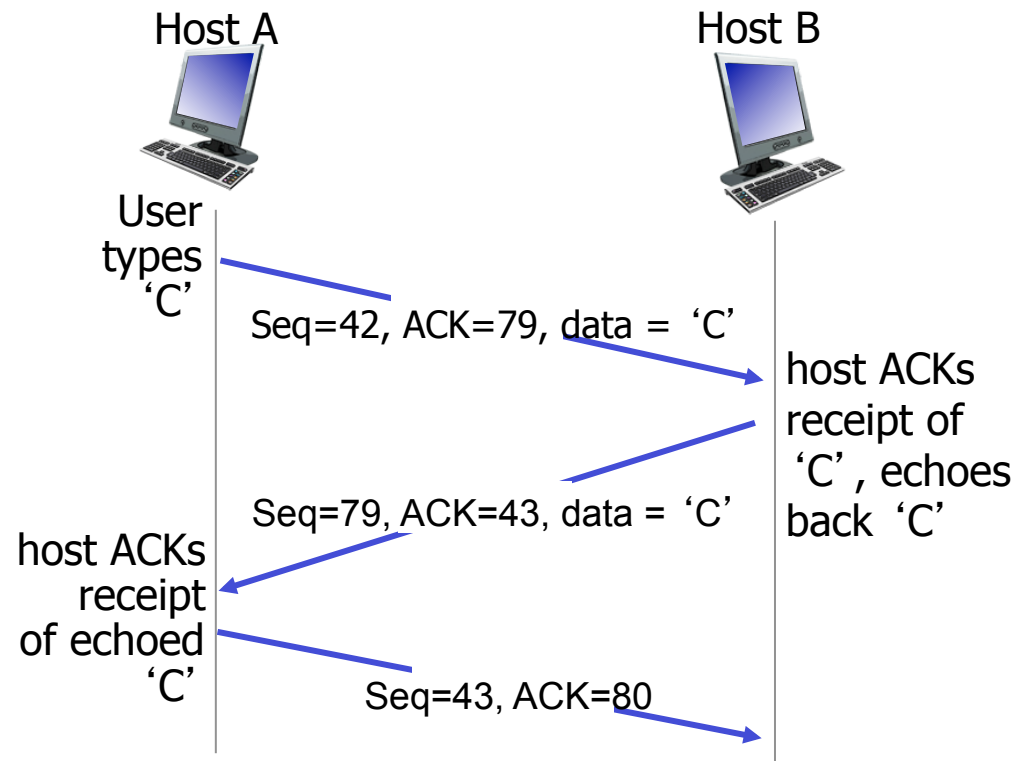 Host A
Host B
User
types
‘C’
Seq=42, ACK=79, data = ‘C’
host ACKs
receipt of
‘C’, echoes
back ‘C’
Seq=79, ACK=43, data = ‘C’
host ACKs
receipt
of echoed
‘C’
Seq=43, ACK=80